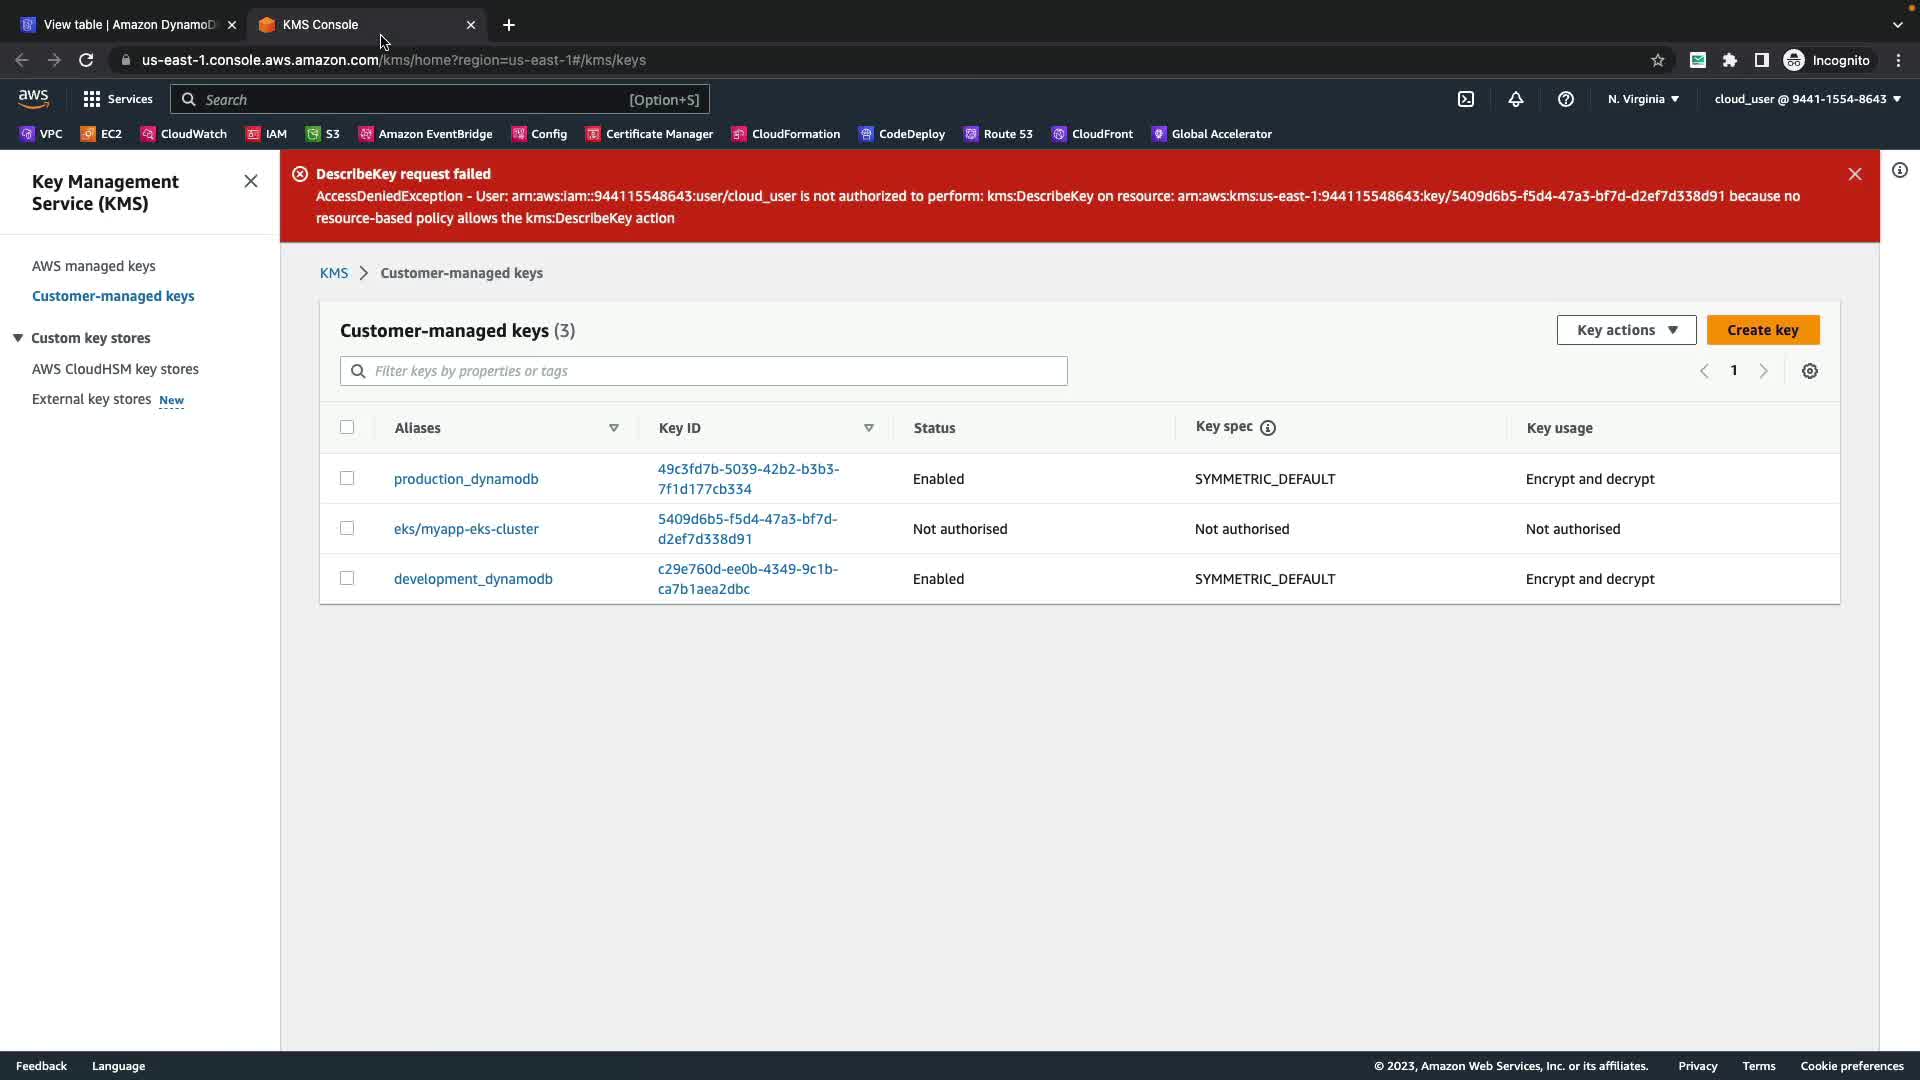 View table | Amazon DynamoD
KMS Console
us-east-1.console.aws.amazon.com/kms/home?region=us-east-1#/kms/keys
Incognito
aws
Services
Search
[Option+S]
N. Virginia
cloud_user @ 9441-1554-8643
VPC
EC2
CloudWatch
IAM
S3
Amazon EventBridge
Config
Certificate Manager
CloudFormation
CodeDeploy
Route 53
CloudFront
Global Accelerator
Key Management
Service (KMS)
AWS managed keys
Customer-managed keys
Custom key stores
AWS CloudHSM key stores
External key stores New
DescribeKey request failed
AccessDeniedException - User: arn:aws:iam::944115548643:user/cloud_user is not authorized to perform: kms:DescribeKey on resource: arn:aws:kms:us-east-1:944115548643:key/5409d6b5-f5d4-47a3-bf7d-d2ef7d338d91 because no
resource-based policy allows the kms:DescribeKey action
KMS
Customer-managed keys
Customer-managed keys (3)
Key actions
Create key
Filter keys by properties or tags
1
Aliases
Key ID
Status
Key spec
Key usage
production_dynamodb
49c3fd7b-5039-42b2-b3b3-
7f1d177cb334
Enabled
SYMMETRIC_DEFAULT
Encrypt and decrypt
eks/myapp-eks-cluster
5409d6b5-f5d4-47a3-bf7d-
d2ef7d338d91
Not authorised
Not authorised
Not authorised
development_dynamodb
c29e760d-ee0b-4349-9c1b-
ca7b1aea2dbc
Enabled
SYMMETRIC_DEFAULT
Encrypt and decrypt
Feedback
Language
© 2023, Amazon Web Services, Inc. or its affiliates.
Privacy
Terms
Cookie preferences